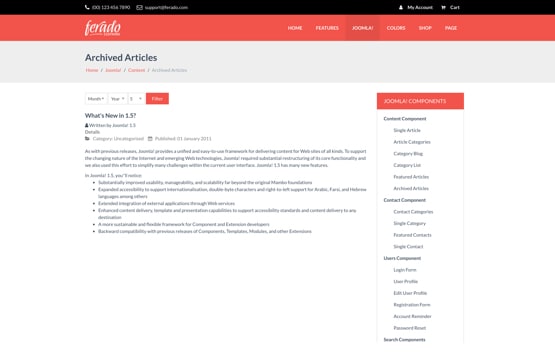 (00) 123 456 7890 support@ferado.com My Account Cart
ferado
HOME FEATURES JOOMLA! COLORS SHOP PAGE
Archived Articles
Home / Joomla! / Content / Archived Articles
Month Year 5 Filter
What's New in 1.5?
Written by Joomla! 1.5
Details
Category: Uncategorised Published: 01 January 2011
As with previous releases, Joomla! provides a unified and easy-to-use framework for delivering content for Web sites of all kinds. To support
the changing nature of the Internet and emerging Web technologies, Joomla! required substantial restructuring of its core functionality and
we also used this effort to simplify many challenges within the current user interface. Joomla! 1.5 has many new features.
In Joomla! 1.5, you'll notice:
Substantially improved usability, manageability, and scalability far beyond the original Mambo foundations
Expanded accessibility to support internationalisation, double-byte characters and right-to-left support for Arabic, Farsi, and Hebrew
languages among others
Extended integration of external applications through Web services
Enhanced content delivery, template and presentation capabilities to support accessibility standards and content delivery to any
destination
A more sustainable and flexible framework for Component and Extension developers
Backward compatibility with previous releases of Components, Templates, Modules, and other Extensions
JOOMLA! COMPONENTS
Content Component
Single Article
Article Categories
Category Blog
Category List
Featured Articles
Archived Articles
Contact Component
Contact Categories
Single Category
Featured Contacts
Single Contact
Users Component
Login Form
User Profile
Edit User Profile
Registration Form
Account Reminder
Password Reset
Search Components